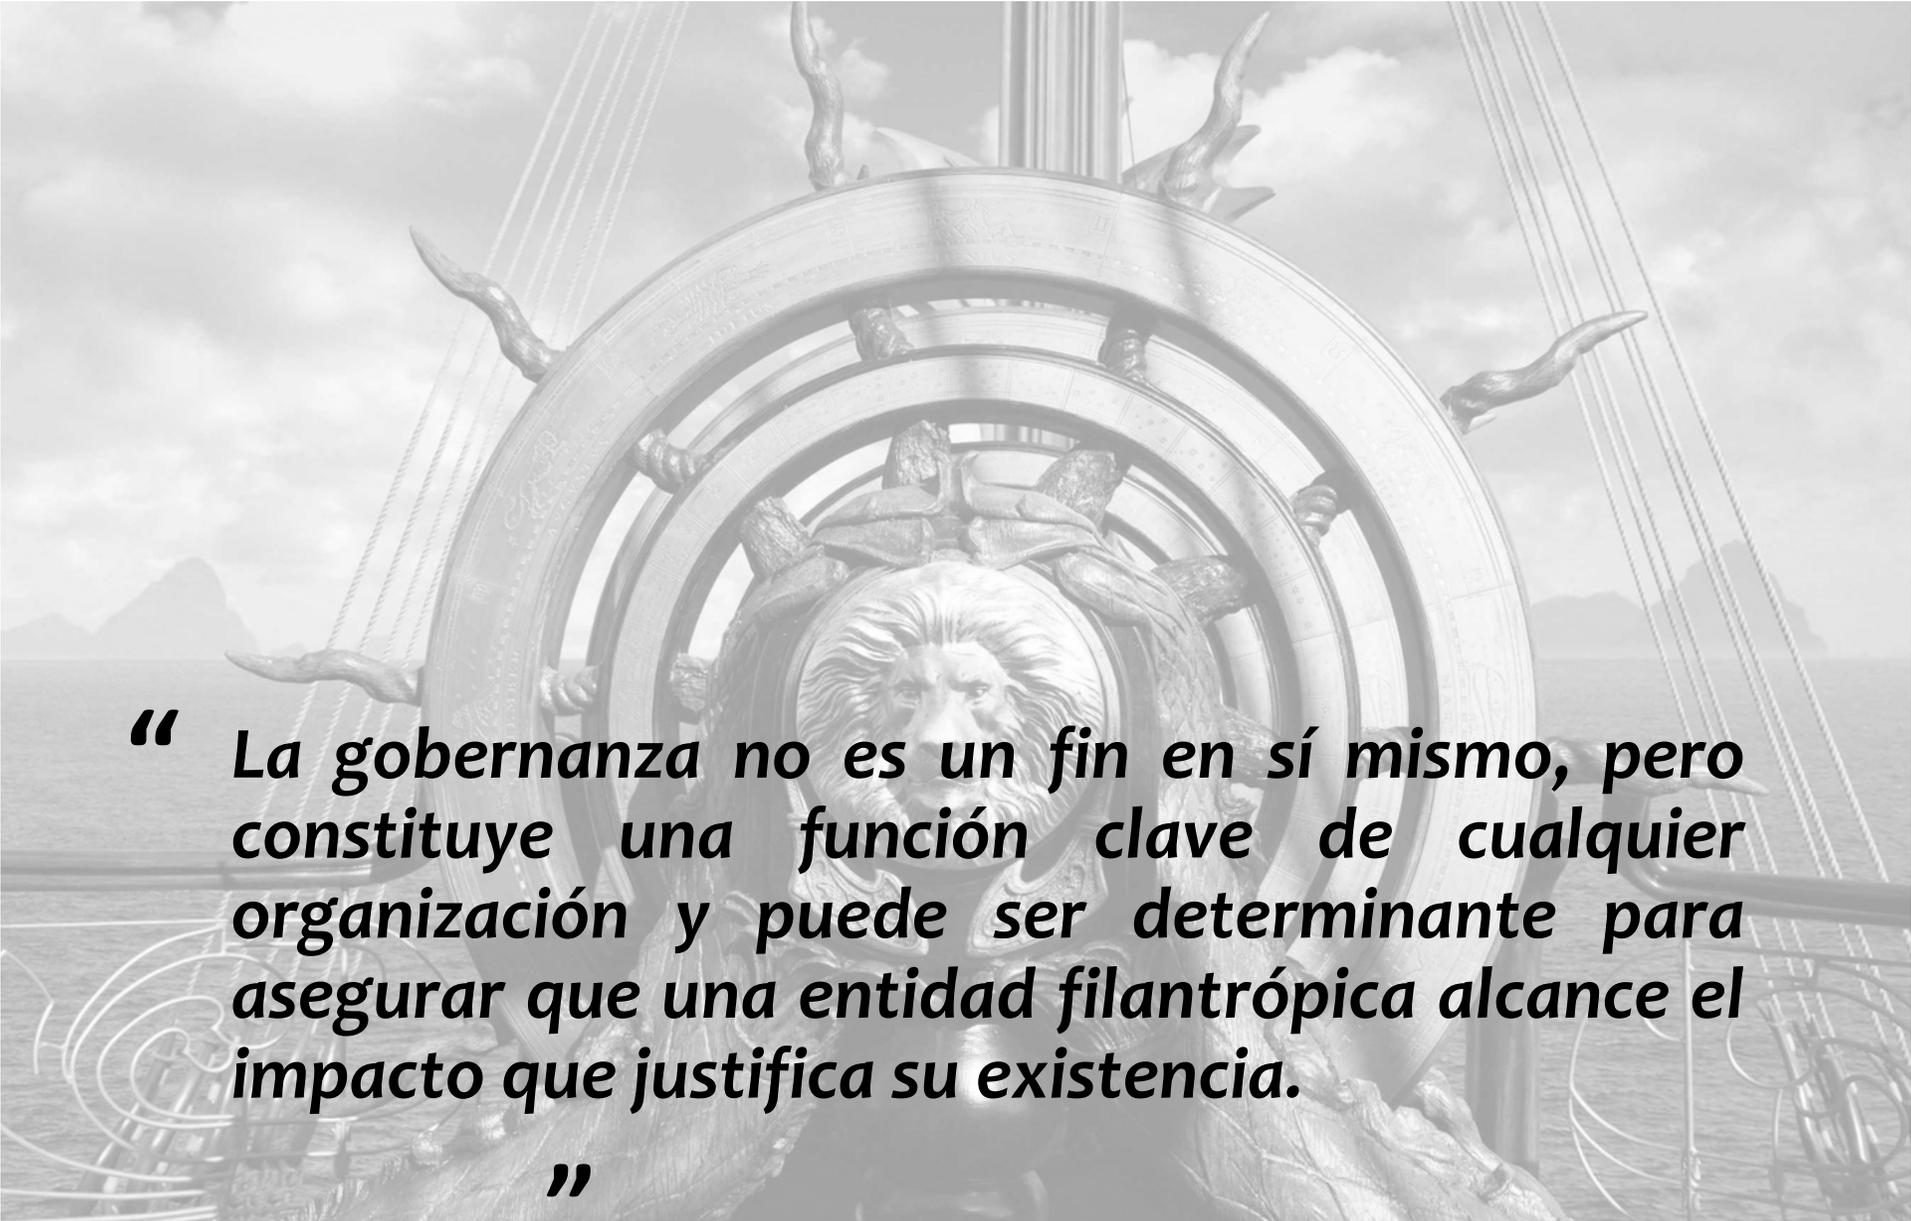 “ La gobernanza no es un fin en sí mismo, pero
constituye una función clave de cualquier
organización y puede ser determinante para
asegurar que una entidad filantrópica alcance el
impacto que justifica su existencia.
”